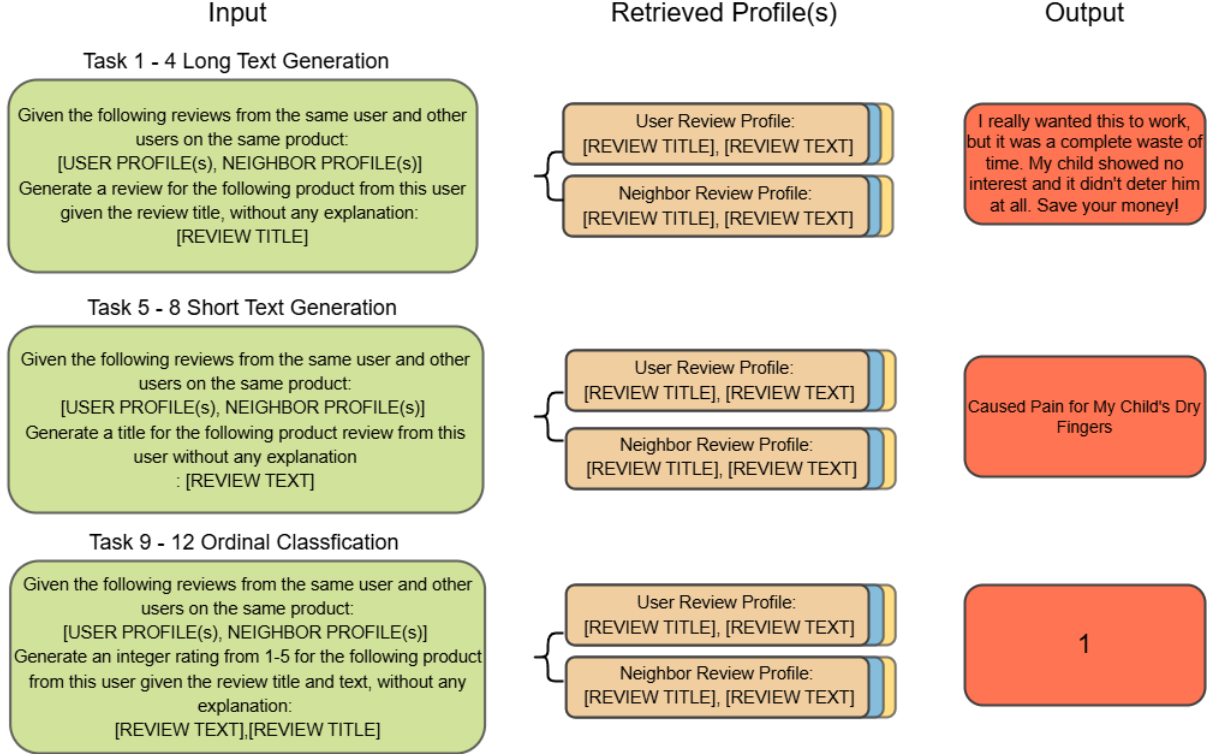 Input
Retrieved Profile(s)
Output
Task 1 - 4 Long Text Generation
Given the following reviews from the same user and other
users on the same product:
[USER PROFILE(s), NEIGHBOR PROFILE(s)]
Generate a review for the following product from this user
given the review title, without any explanation:
[REVIEW TITLE]
User Review Profile:
[REVIEW TITLE], [REVIEW TEXT]
Neighbor Review Profile:
[REVIEW TITLE], [REVIEW TEXT]
I really wanted this to work,
but it was a complete waste of
time. My child showed no
interest and it didn't deter him
at all. Save your money!
Task 5 - 8 Short Text Generation
Given the following reviews from the same user and other
users on the same product:
[USER PROFILE(s), NEIGHBOR PROFILE(s)]
Generate a title for the following product review from this
user without any explanation
: [REVIEW TEXT]
User Review Profile:
[REVIEW TITLE], [REVIEW TEXT]
Neighbor Review Profile:
[REVIEW TITLE], [REVIEW TEXT]
Caused Pain for My Child's Dry
Fingers
Task 9 - 12 Ordinal Classfication
Given the following reviews from the same user and other
users on the same product:
[USER PROFILE(s), NEIGHBOR PROFILE(s)]
Generate an integer rating from 1-5 for the following product
from this user given the review title and text, without any
explanation:
[REVIEW TEXT],[REVIEW TITLE]
User Review Profile:
[REVIEW TITLE], [REVIEW TEXT]
Neighbor Review Profile:
[REVIEW TITLE], [REVIEW TEXT]
1